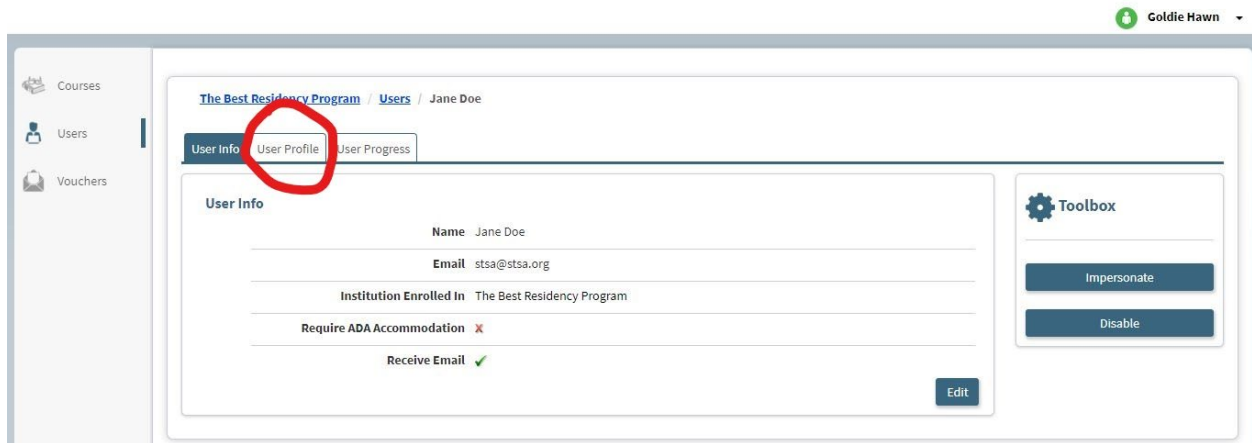 Goldie Hawn
Courses
Users
Vouchers
The Best Residency Program / Users / Jane Doe
User Info User Profile User Progress
User Info
Name Jane Doe
Email stsa@stsa.org
Institution Enrolled In The Best Residency Program
Require ADA Accommodation X
Receive Email ✓
Edit
Toolbox
Impersonate
Disable